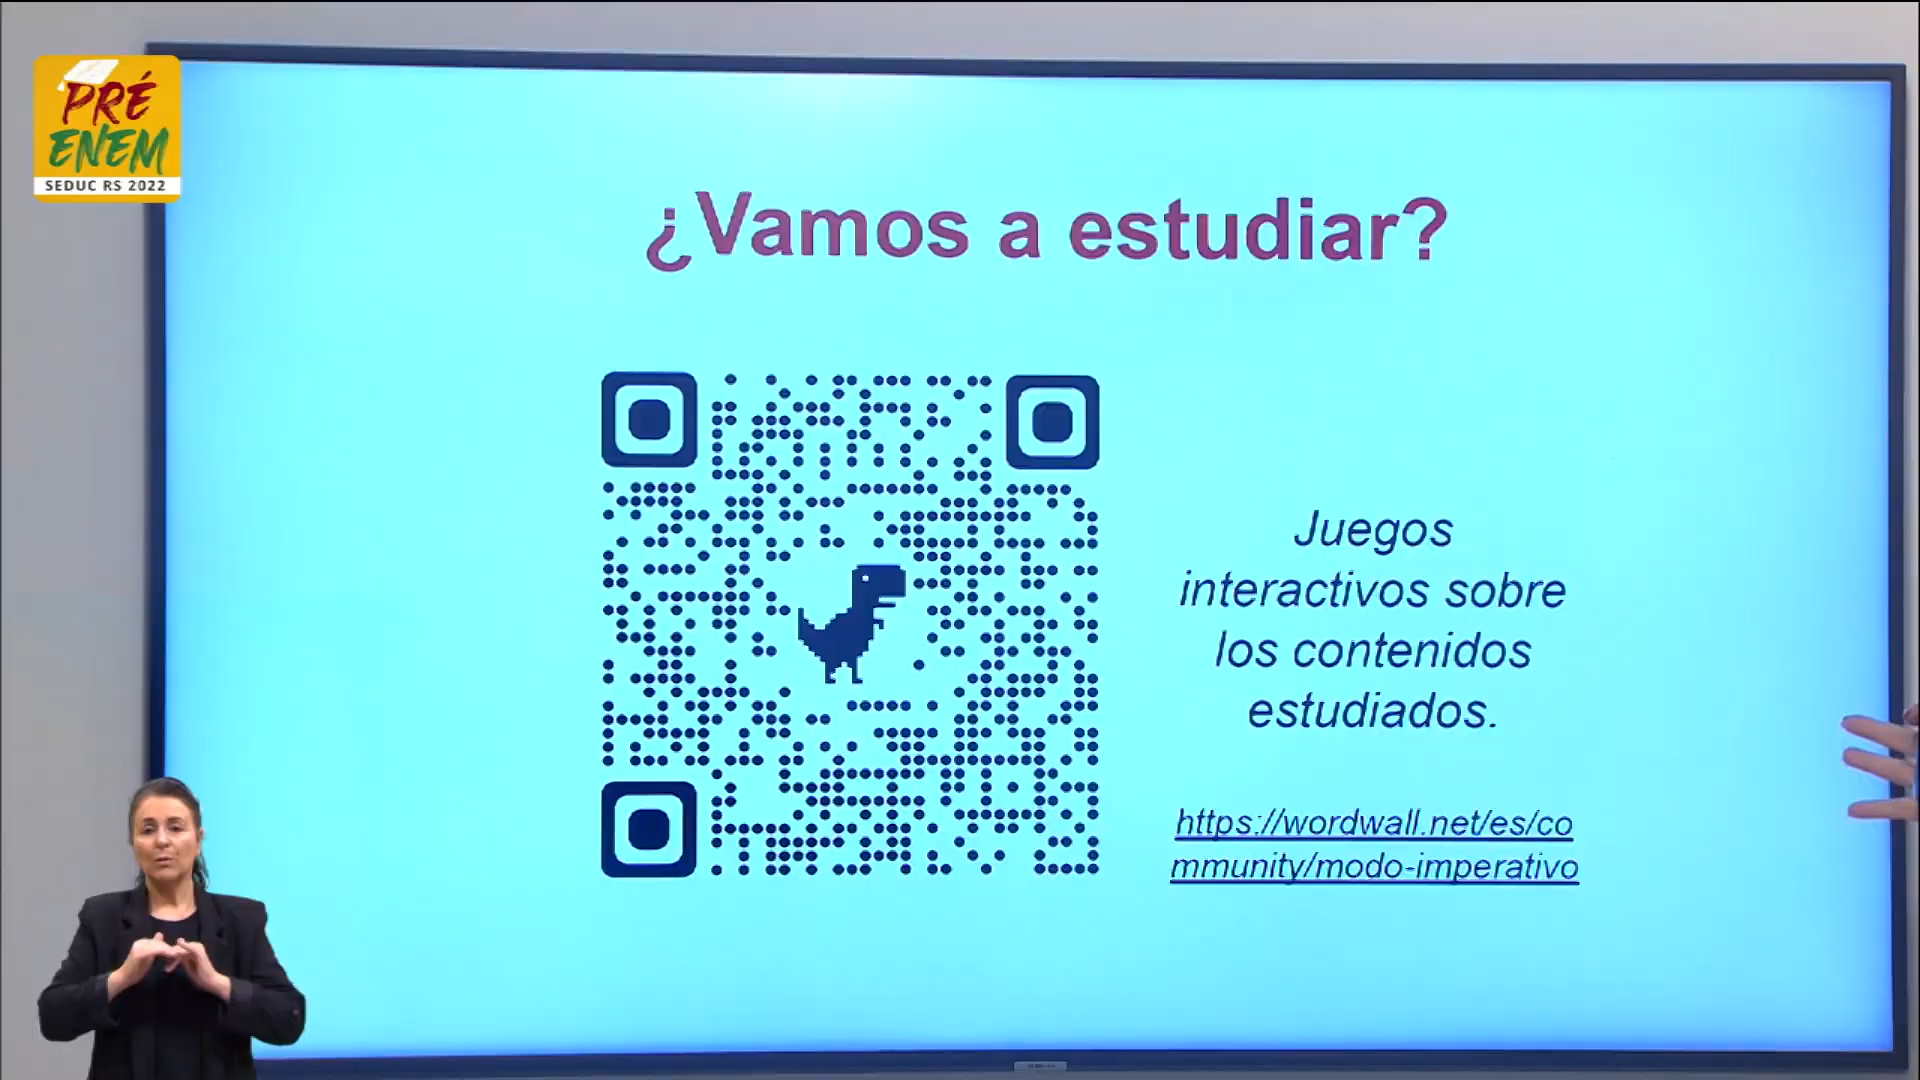 PRÉ
ENEM
SEDUC RS 2022
¿Vamos a estudiar?
Juegos
interactivos sobre
los contenidos
estudiados.
https://wordwall.net/es/co
mmunity/modo-imperativo